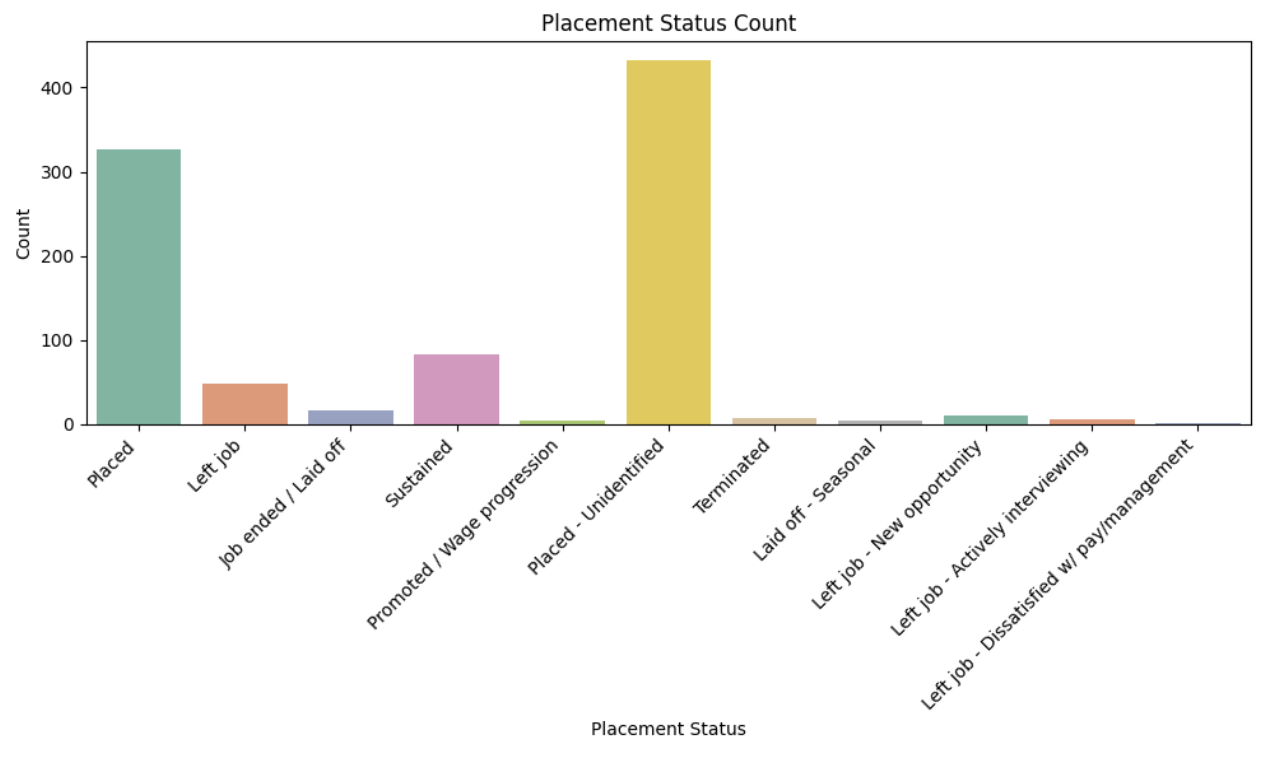 Placement Status Count
Count
400
300
200
100
0
Placed
Left job
Job ended / Laid off
Sustained
Promoted / Wage progression
Placed - Unidentified
Terminated
Laid off - Seasonal
Left job - New opportunity
Left job - Actively interviewing
Left job - Dissatisfied w/ pay/management
Placement Status